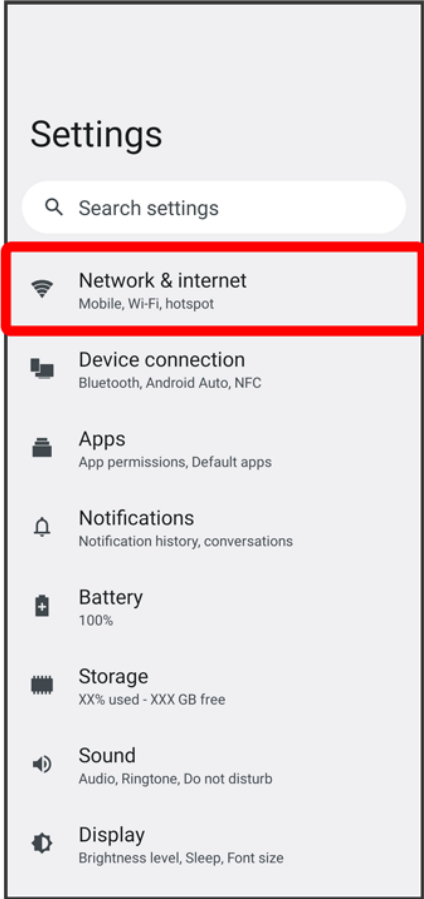 Settings
Search settings
Network & internet
Mobile, Wi-Fi, hotspot
Device connection
Bluetooth, Android Auto, NFC
Apps
App permissions, Default apps
Notifications
Notification history, conversations
Battery
100%
Storage
XX% used - XXX GB free
Sound
Audio, Ringtone, Do not disturb
Display
Brightness level, Sleep, Font size